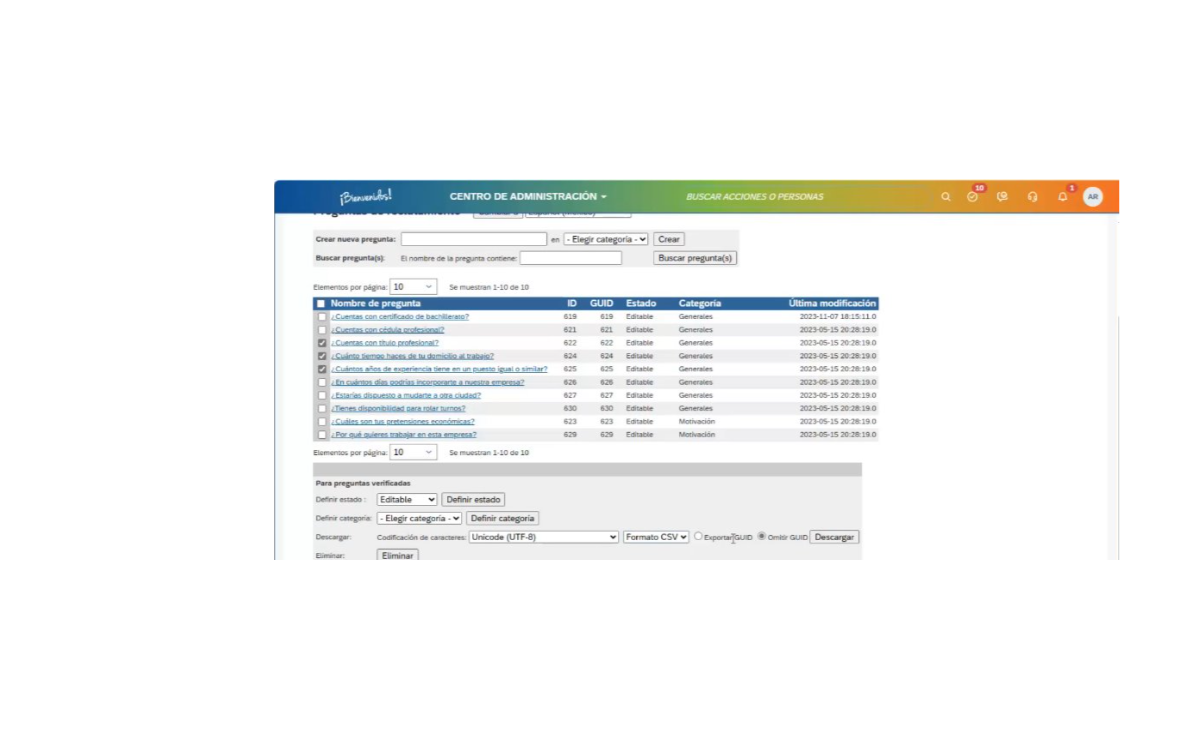 ¡Bienvenidos! CENTRO DE ADMINISTRACIÓN BUSCAR ACCIONES O PERSONAS 10 1 AR
Crear nueva pregunta: en - Elegir categoría - Crear
Buscar pregunta(s): El nombre de la pregunta contiene: Buscar pregunta(s)
Elementos por página: 10 Se muestran 1-10 de 10
Nombre de pregunta ID GUID Estado Categoría Última modificación
¿Cuentas con certificado de bachillerato? 619 619 Editable Generales 2023-11-07 18:15:11.0
¿Cuentas con cédula profesional? 621 621 Editable Generales 2023-05-15 20:28:19.0
¿Cuentas con título profesional? 622 622 Editable Generales 2023-05-15 20:28:19.0
¿Cuánto tiempo haces de tu domicilio al trabajo? 624 624 Editable Generales 2023-05-15 20:28:19.0
¿Cuántos años de experiencia tiene en un puesto igual o similar? 625 625 Editable Generales 2023-05-15 20:28:19.0
¿En cuántos días podrías incorporarte a nuestra empresa? 626 626 Editable Generales 2023-05-15 20:28:19.0
¿Estarías dispuesto a mudarte a otra ciudad? 627 627 Editable Generales 2023-05-15 20:28:19.0
¿Tienes disponibilidad para rolar turnos? 630 630 Editable Generales 2023-05-15 20:28:19.0
¿Cuáles son tus pretensiones económicas? 623 623 Editable Motivación 2023-05-15 20:28:19.0
¿Por qué quieres trabajar en esta empresa? 629 629 Editable Motivación 2023-05-15 20:28:19.0
Elementos por página: 10 Se muestran 1-10 de 10
Para preguntas verificadas
Definir estado : Editable Definir estado
Definir categoría: - Elegir categoría - Definir categoría
Descargar: Codificación de caracteres: Unicode (UTF-8) Formato CSV Exportar GUID Omitir GUID Descargar
Eliminar: Eliminar